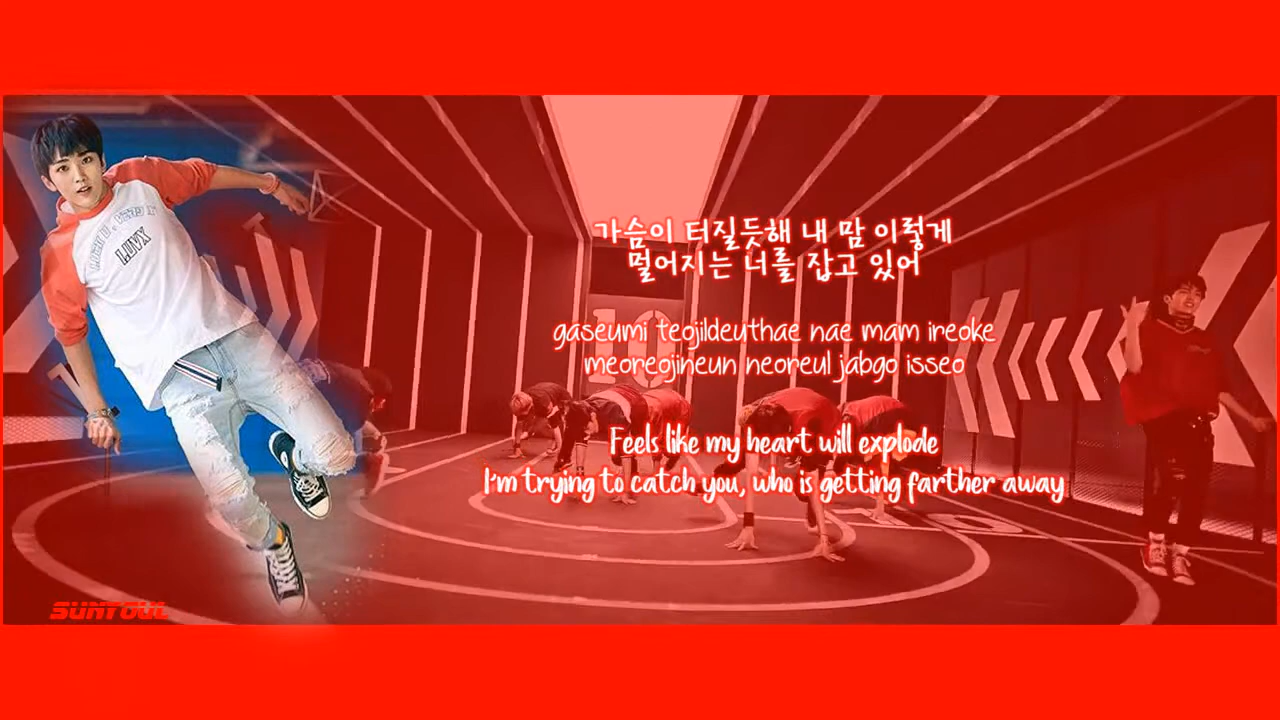 가슴이 터질듯해 내 맘 이렇게
멀어지는 너를 잡고 있어
gaseumi teojildeuthae nae mam ireoke
meoreojineun neoreul jabgo isseo
Feels like my heart will explode
I'm trying to catch you, who is getting farther away
10
LUVX
SUNTOUL